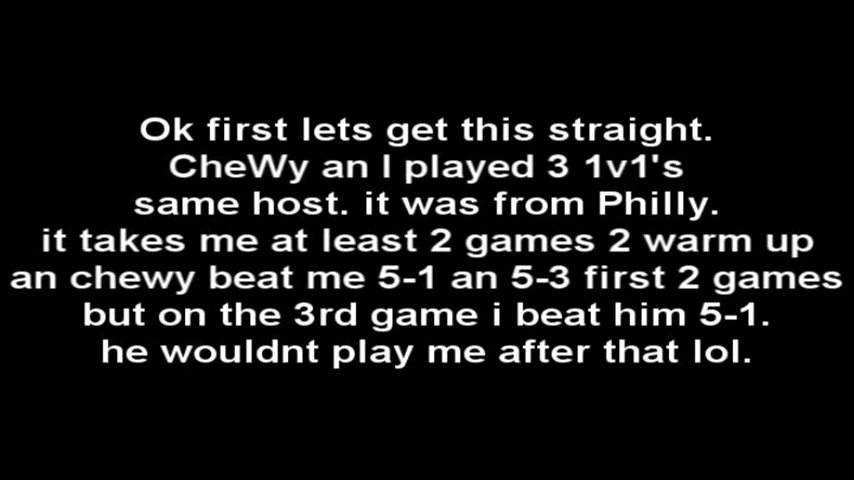 Ok first lets get this straight.
CheWy an I played 3 1v1's
same host. it was from Philly.
it takes me at least 2 games 2 warm up
an chewy beat me 5-1 an 5-3 first 2 games
but on the 3rd game i beat him 5-1.
he wouldnt play me after that lol.